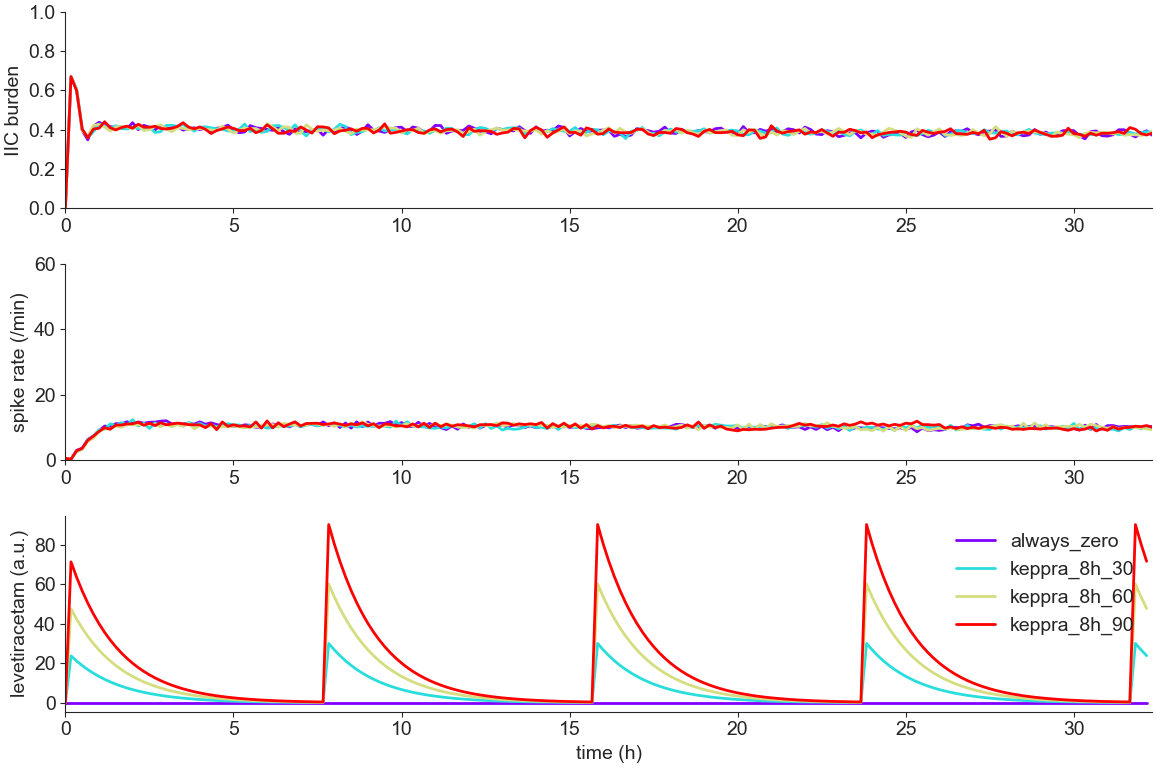 IIC burden
1.0
0.8
0.6
0.4
0.2
0.0
0 5 10 15 20 25 30
spike rate (/min)
60
40
20
0
0 5 10 15 20 25 30
levetiracetam (a.u.)
80
60
40
20
0
always_zero
keppra_8h_30
keppra_8h_60
keppra_8h_90
0 5 10 15 20 25 30
time (h)